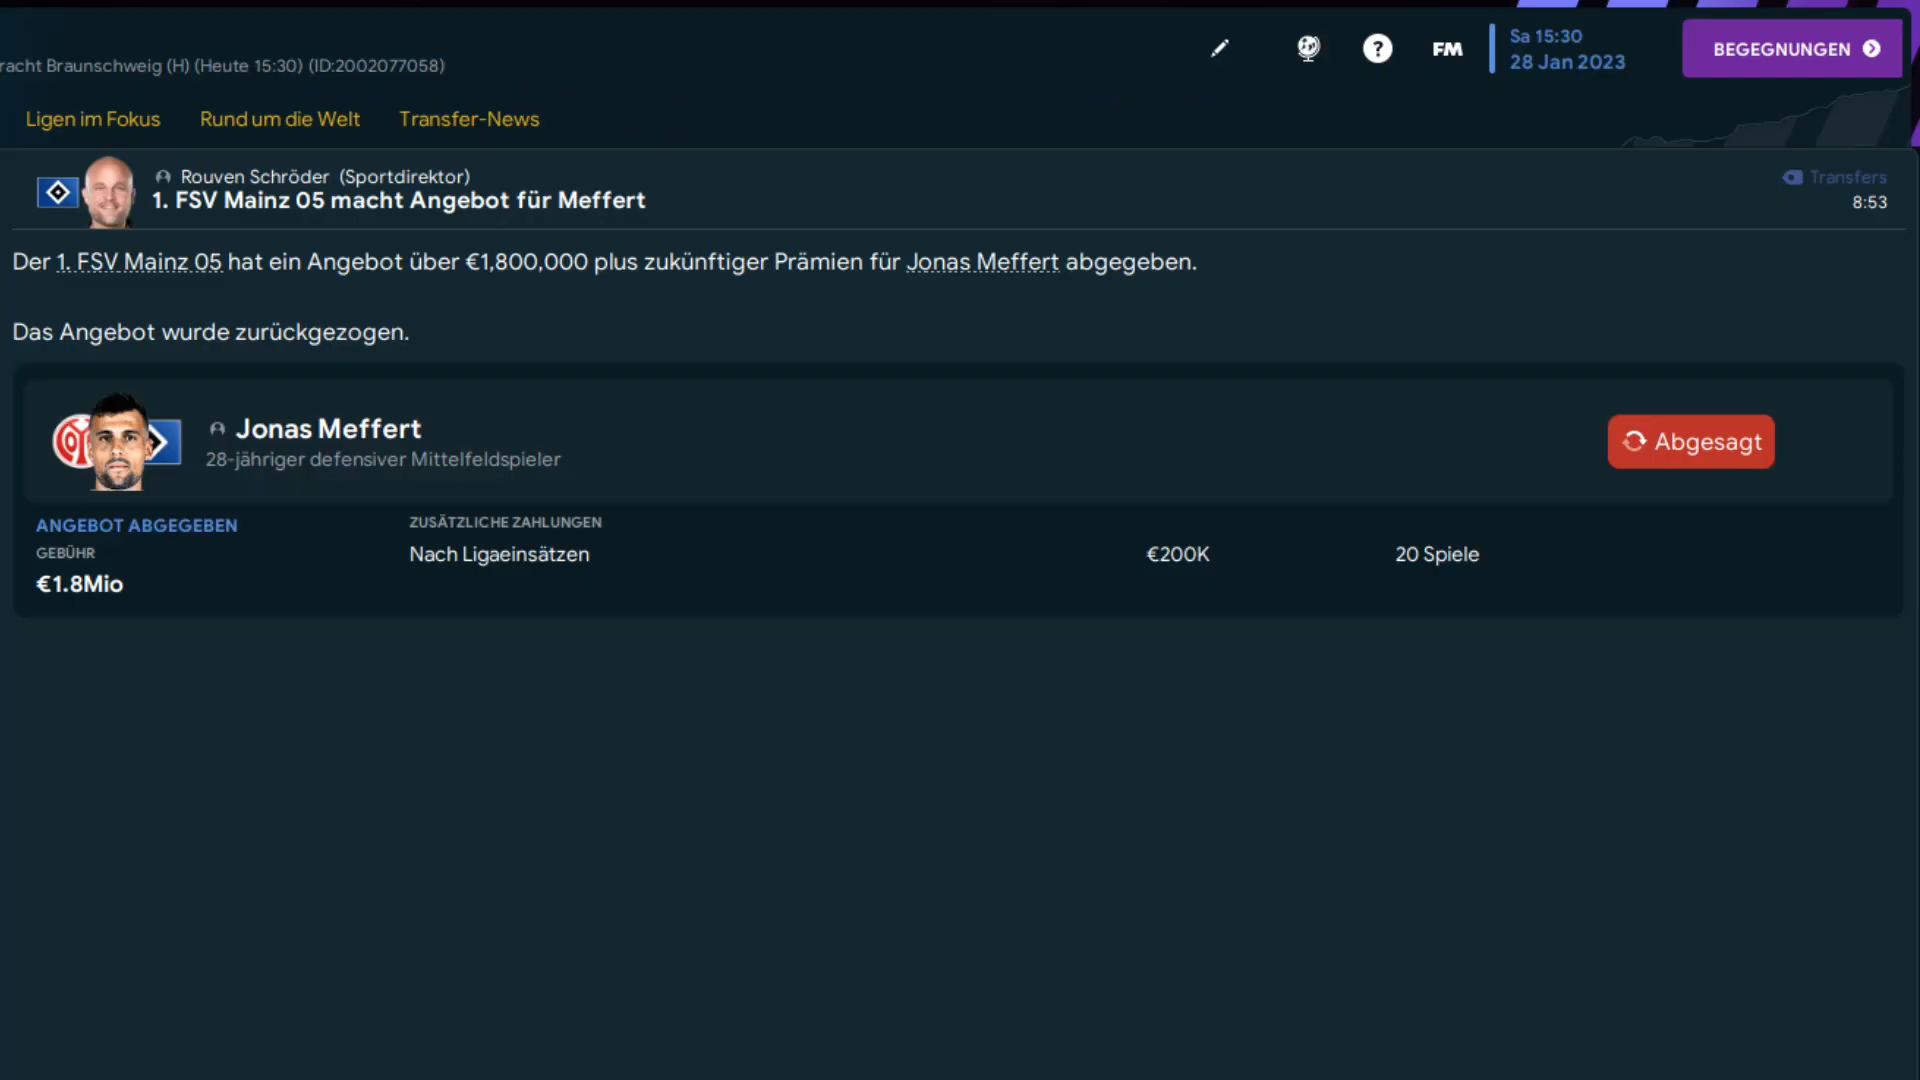 racht Braunschweig (H) (Heute 15:30) (ID:2002077058)
?
FM
Sa 15:30
28 Jan 2023
BEGEGNUNGEN
Ligen im Fokus
Rund um die Welt
Transfer-News
Rouven Schröder (Sportdirektor)
1. FSV Mainz 05 macht Angebot für Meffert
Transfers
8:53
Der 1. FSV Mainz 05 hat ein Angebot über €1,800,000 plus zukünftiger Prämien für Jonas Meffert abgegeben.
Das Angebot wurde zurückgezogen.
Jonas Meffert
28-jähriger defensiver Mittelfeldspieler
Abgesagt
ANGEBOT ABGEGEBEN
GEBÜHR
€1.8Mio
ZUSÄTZLICHE ZAHLUNGEN
Nach Ligaeinsätzen
€200K
20 Spiele